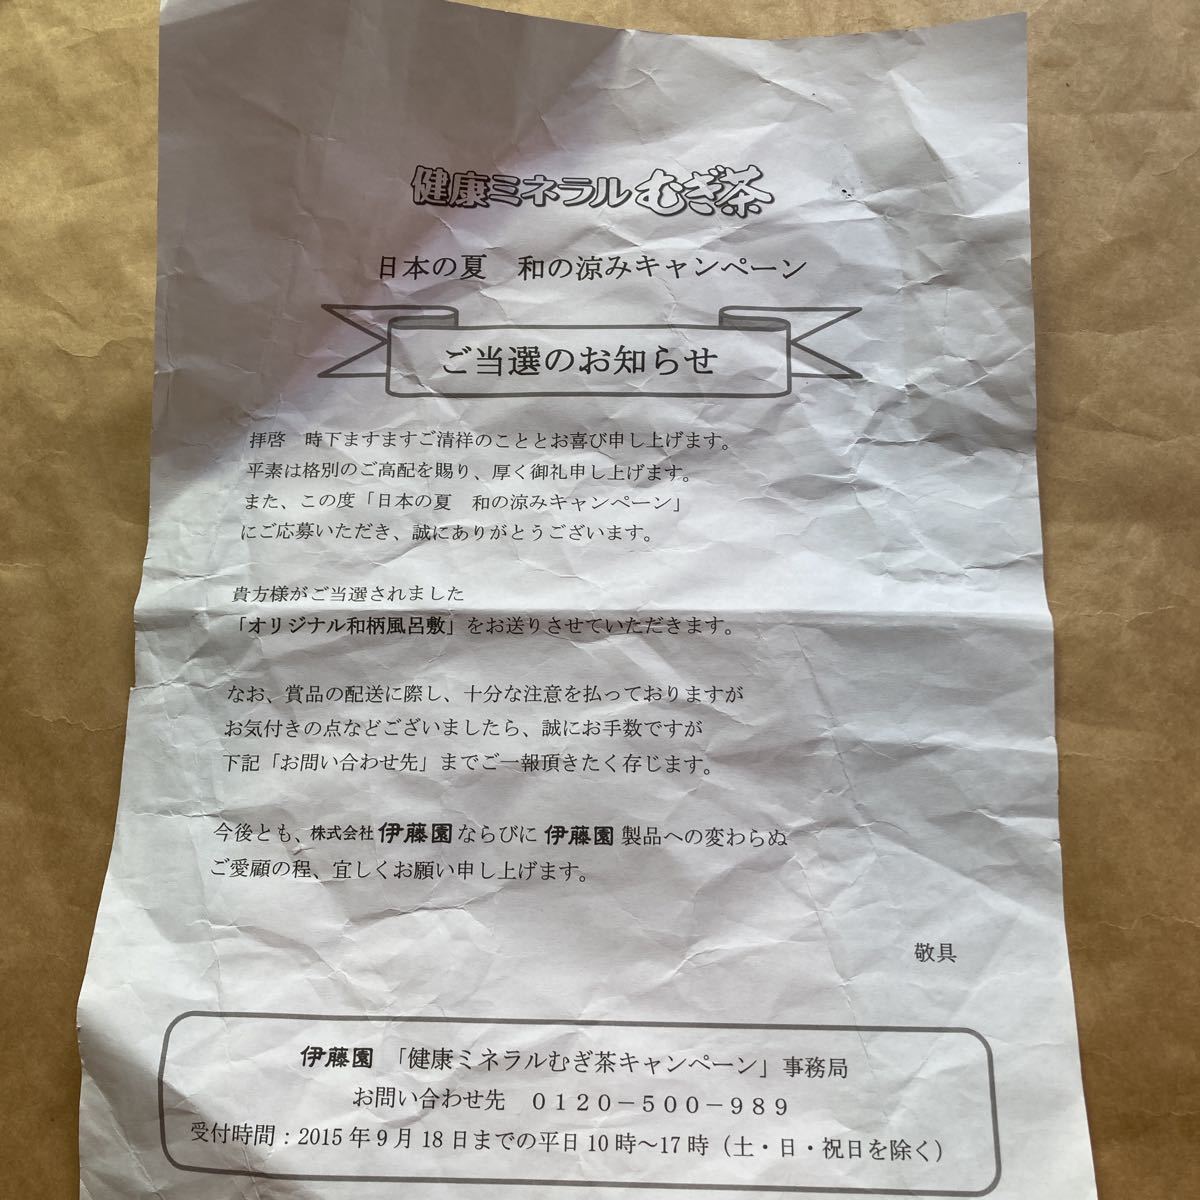 健康ミネラルむぎ茶
日本の夏　和の涼みキャンペーン
ご当選のお知らせ
拝啓　時下ますますご清祥のこととお喜び申し上げます。
平素は格別のご高配を賜り、厚く御礼申し上げます。
また、この度「日本の夏　和の涼みキャンペーン」
にご応募いただき、誠にありがとうございます。
貴方様がご当選されました
「オリジナル和柄風呂敷」をお送りさせていただきます。
なお、賞品の配送に際し、十分な注意を払っておりますが
お気付きの点などございましたら、誠にお手数ですが
下記「お問い合わせ先」までご一報頂きたく存じます。
今後とも、株式会社 伊藤園 ならびに 伊藤園 製品への変わらぬ
ご愛顧の程、宜しくお願い申し上げます。
敬具
伊藤園　「健康ミネラルむぎ茶キャンペーン」事務局
お問い合わせ先　０１２０－５００－９８９
受付時間：2015 年 9 月 18 日までの平日 10 時～17 時（土・日・祝日を除く）